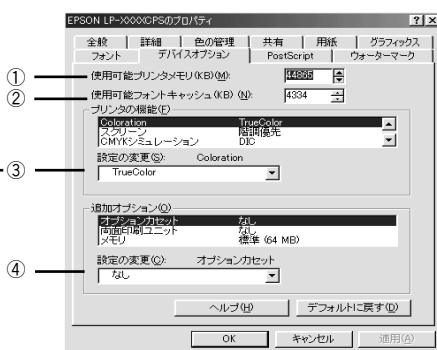 EPSON LP-XXXXCPSのプロパティ
全般 詳細 色の管理 共有 用紙 グラフィックス
フォント デバイスオプション PostScript ウォーターマーク
① 使用可能プリンタメモリ(KB)(M): 44865
② 使用可能フォントキャッシュ(KB) (N): 4334
プリンタの機能(F)
Coloration TrueColor
スクリーン 階調優先
CMYKシミュレーション DIC
③ 設定の変更(S): Coloration
TrueColor
追加オプション(O)
オプションカセット なし
両面印刷ユニット なし
メモリ 標準 (64 MB)
④ 設定の変更(C): オプションカセット
なし
ヘルプ(H) デフォルトに戻す(D)
OK キャンセル 適用(A)